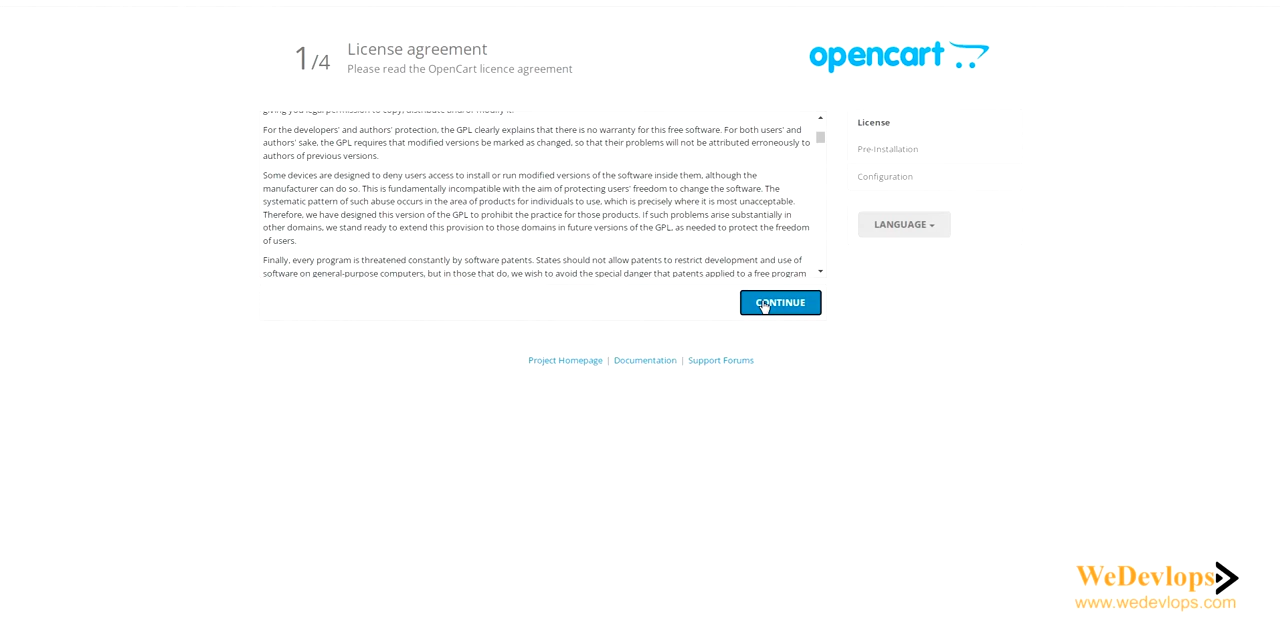 1/4
License agreement
Please read the OpenCart licence agreement
opencart
giving you legal permission to copy, distribute and/or modify it.
For the developers' and authors' protection, the GPL clearly explains that there is no warranty for this free software. For both users' and
authors' sake, the GPL requires that modified versions be marked as changed, so that their problems will not be attributed erroneously to
authors of previous versions.
Some devices are designed to deny users access to install or run modified versions of the software inside them, although the
manufacturer can do so. This is fundamentally incompatible with the aim of protecting users' freedom to change the software. The
systematic pattern of such abuse occurs in the area of products for individuals to use, which is precisely where it is most unacceptable.
Therefore, we have designed this version of the GPL to prohibit the practice for those products. If such problems arise substantially in
other domains, we stand ready to extend this provision to those domains in future versions of the GPL, as needed to protect the freedom
of users.
Finally, every program is threatened constantly by software patents. States should not allow patents to restrict development and use of
software on general-purpose computers, but in those that do, we wish to avoid the special danger that patents applied to a free program
CONTINUE
License
Pre-Installation
Configuration
LANGUAGE
Project Homepage | Documentation | Support Forums
WeDevlops
www.wedevlops.com